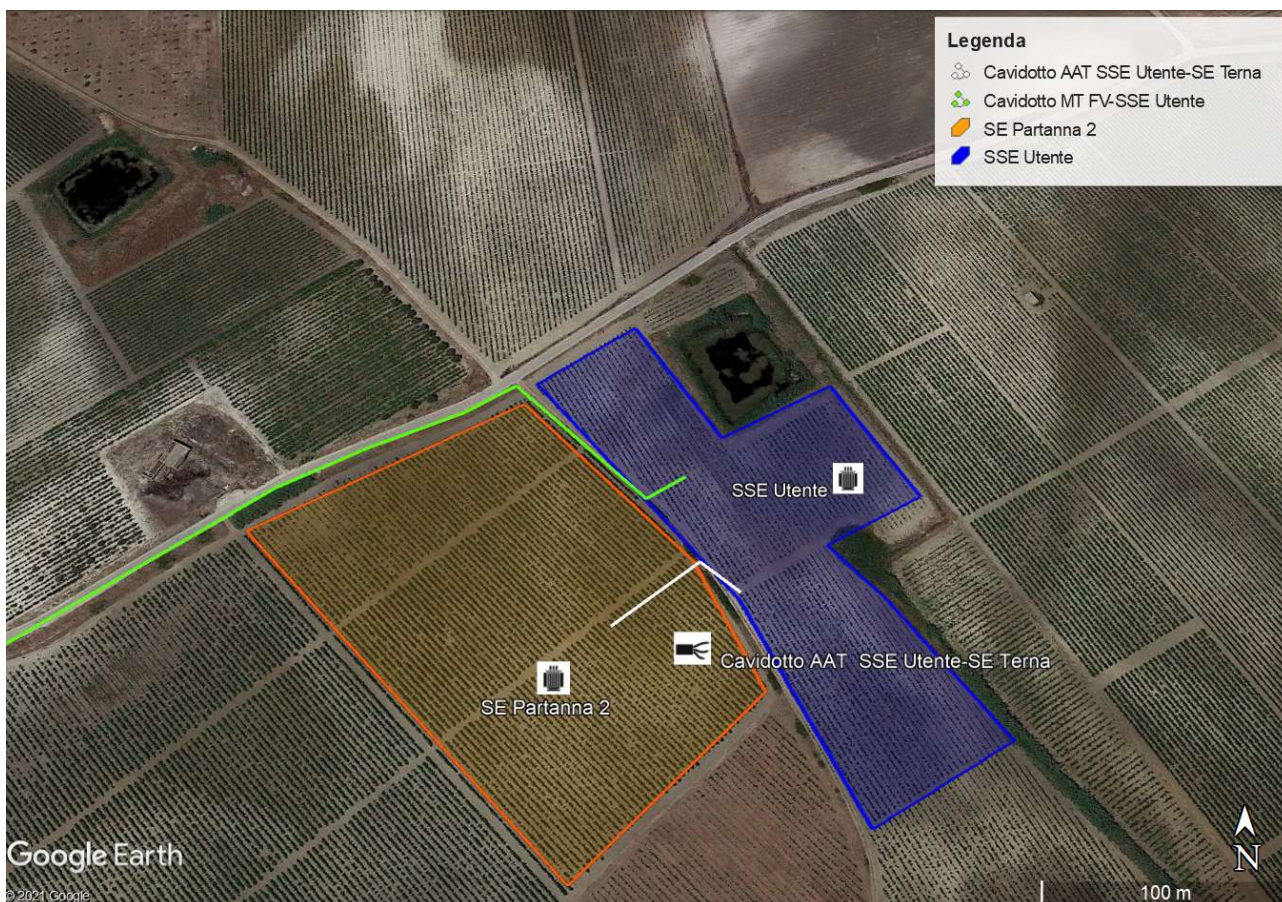 Legenda
Cavidotto AAT SSE Utente-SE Terna
Cavidotto MT FV-SSE Utente
SE Partanna 2
SSE Utente
SSE Utente
Cavidotto AAT  SSE Utente-SE Terna
SE Partanna 2
Google Earth
N
© 2021 Google
100 m